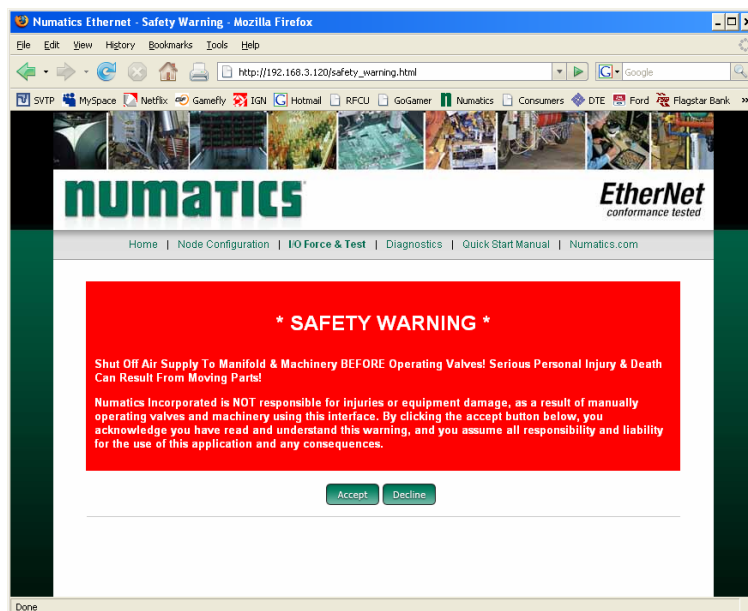 Numatics Ethernet - Safety Warning - Mozilla Firefox
File Edit View History Bookmarks Tools Help
http://192.168.3.120/safety_warning.html
G Google
SVTP MySpace Netflix Gamefly IGN Hotmail RFCU GoGamer Numatics Consumers DTE Ford Flagstar Bank »
numatics
EtherNet
conformance tested
Home | Node Configuration | I/O Force & Test | Diagnostics | Quick Start Manual | Numatics.com
* SAFETY WARNING *
Shut Off Air Supply To Manifold & Machinery BEFORE Operating Valves! Serious Personal Injury & Death
Can Result From Moving Parts!
Numatics Incorporated is NOT responsible for injuries or equipment damage, as a result of manually
operating valves and machinery using this interface. By clicking the accept button below, you
acknowledge you have read and understand this warning, and you assume all responsibility and liability
for the use of this application and any consequences.
Accept Decline
Done